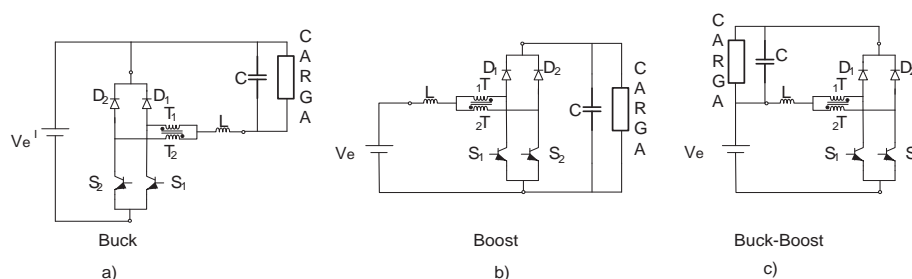 C
A
R
G
A
C
D₂
D₁
T₁
T₂
L
Ve
S₂
S₁
Buck
a)
D₁
D₂
₁T
₂T
L
C
C
A
R
G
A
Ve
S₁
S₂
Boost
b)
C
A
R
G
A
C
D₁
D₂
₁T
₂T
L
Ve
S₁
S
Buck-Boost
c)